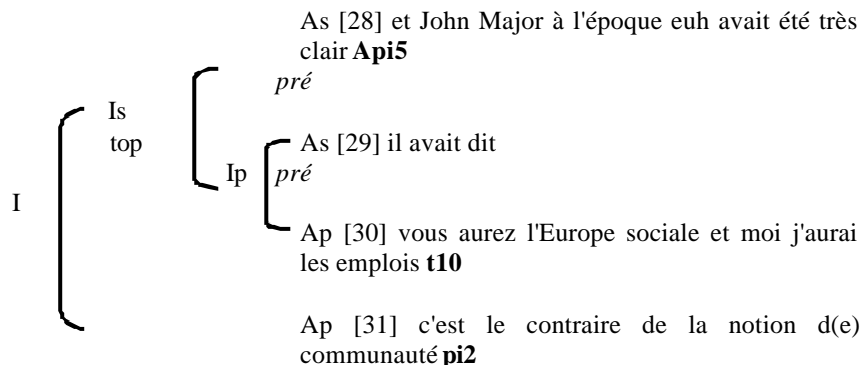 As [28] et John Major à l'époque euh avait été très
clair Api5
pré
Is
top
As [29] il avait dit
Ip
pré
I
Ap [30] vous aurez l'Europe sociale et moi j'aurai
les emplois t10
Ap [31] c'est le contraire de la notion d(e)
communauté pi2